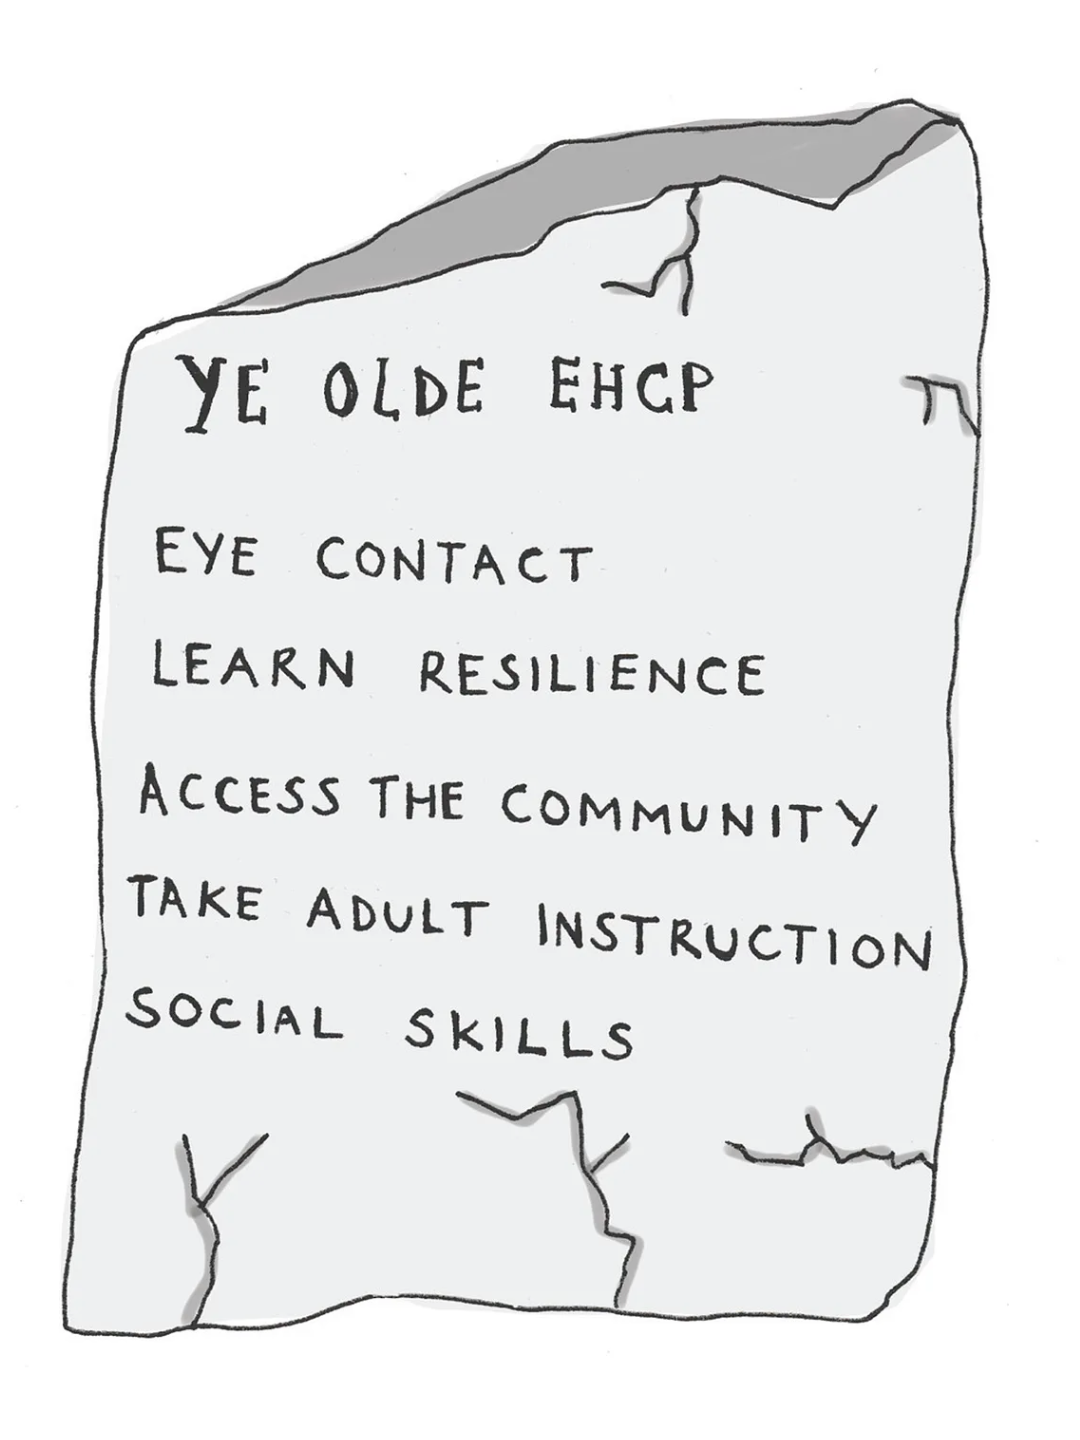 YE OLDE EHCP
EYE CONTACT
LEARN RESILIENCE
ACCESS THE COMMUNITY
TAKE ADULT INSTRUCTION
SOCIAL SKILLS